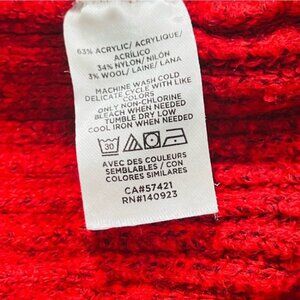 63% ACRYLIC/ ACRYLIQUE/
ACRÍLICO
34% NYLON/ NILÓN
3% WOOL/ LAINE/ LANA
MACHINE WASH COLD
DELICATE CYCLE WITH LIKE
COLORS
ONLY NON-CHLORINE
BLEACH WHEN NEEDED
TUMBLE DRY LOW
COOL IRON WHEN NEEDED
30
AVEC DES COULEURS
SEMBLABLES / CON
COLORES SIMILARES
CA#57421
RN#140923